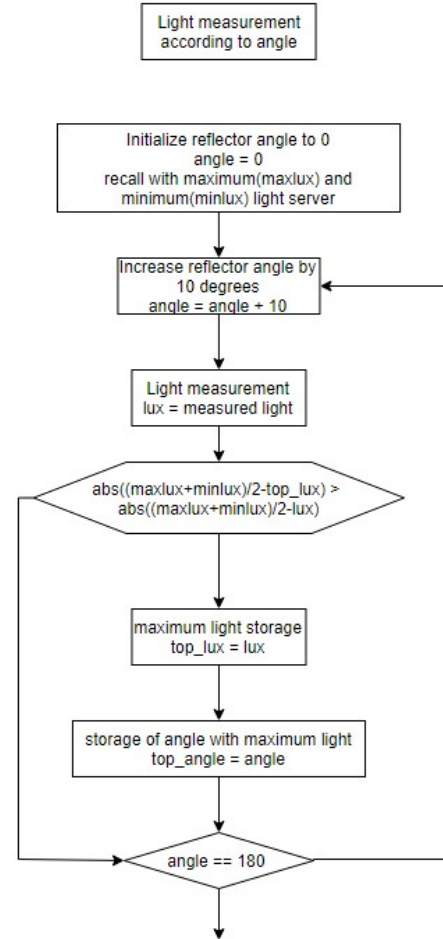 Light measurement
according to angle
Initialize reflector angle to 0
angle = 0
recall with maximum(maxlux) and
minimum(minlux) light server
Increase reflector angle by
10 degrees
angle = angle + 10
Light measurement
lux = measured light
abs((maxlux+minlux)/2-top_lux) >
abs((maxlux+minlux)/2-lux)
maximum light storage
top_lux = lux
storage of angle with maximum light
top_angle = angle
angle == 180